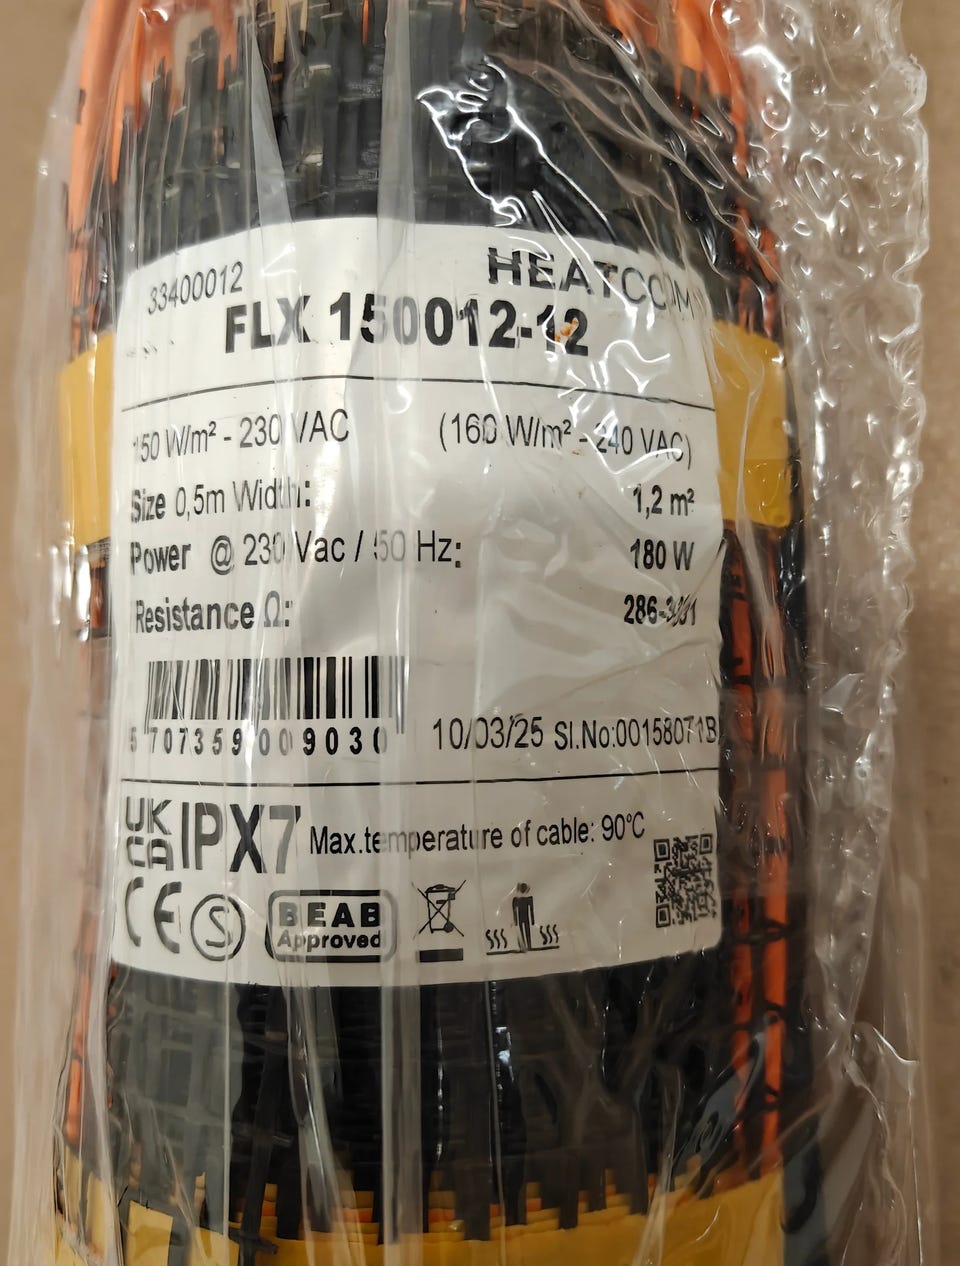 33400012
HEATCOM
FLX 150012-12
150 W/m² - 230 VAC (160 W/m² - 240 VAC)
Size 0,5m Width: 1,2 m²
Power @ 230 Vac / 50 Hz: 180 W
Resistance Ω:
5 707359 009030
10/03/25 SI.No:00158071B
UK CA IPX7 Max.temperature of cable: 90°C
CE S BEAB
Approved